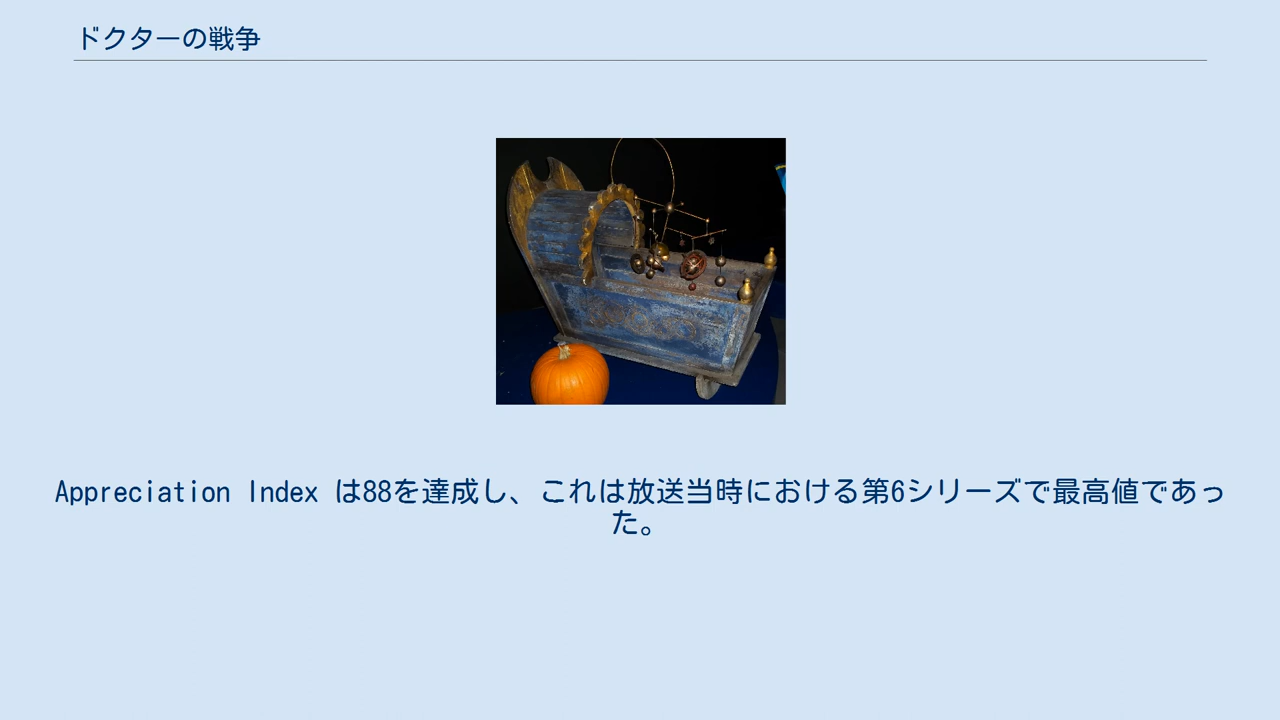 ドクターの戦争
Appreciation Index は88を達成し、これは放送当時における第6シリーズで最高値であっ
た。